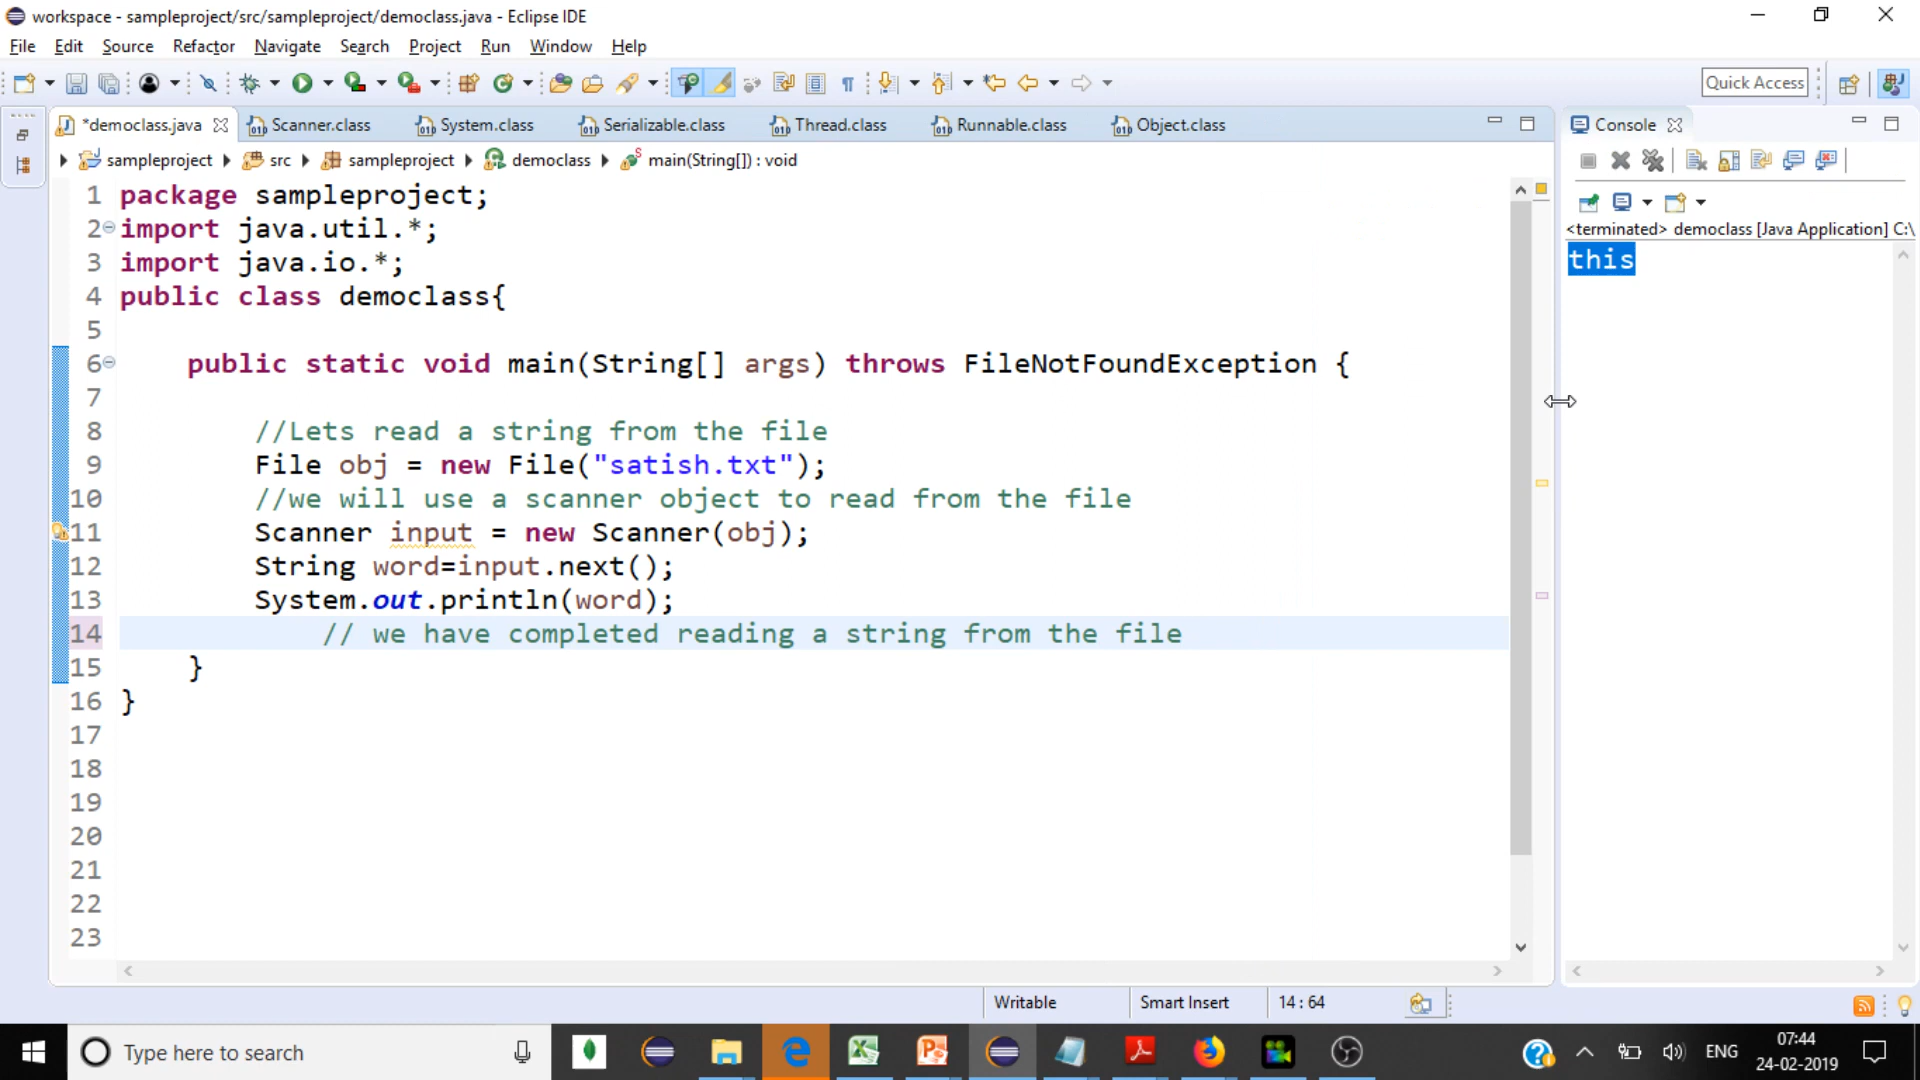 workspace - sampleproject/src/sampleproject/democlass.java - Eclipse IDE
File Edit Source Refactor Navigate Search Project Run Window Help
Quick Access
*democlass.java Scanner.class System.class Serializable.class Thread.class Runnable.class Object.class
Console
sampleproject src sampleproject democlass main(String[]) : void
<terminated> democlass [Java Application] C:\
this
1 package sampleproject;
2 import java.util.*;
3 import java.io.*;
4 public class democlass{
5
6 public static void main(String[] args) throws FileNotFoundException {
7
8 //Lets read a string from the file
9 File obj = new File("satish.txt");
10 //we will use a scanner object to read from the file
11 Scanner input = new Scanner(obj);
12 String word=input.next();
13 System.out.println(word);
14 // we have completed reading a string from the file
15 }
16 }
17
18
19
20
21
22
23
Writable Smart Insert 14 : 64
Type here to search
ENG
07:44
24-02-2019